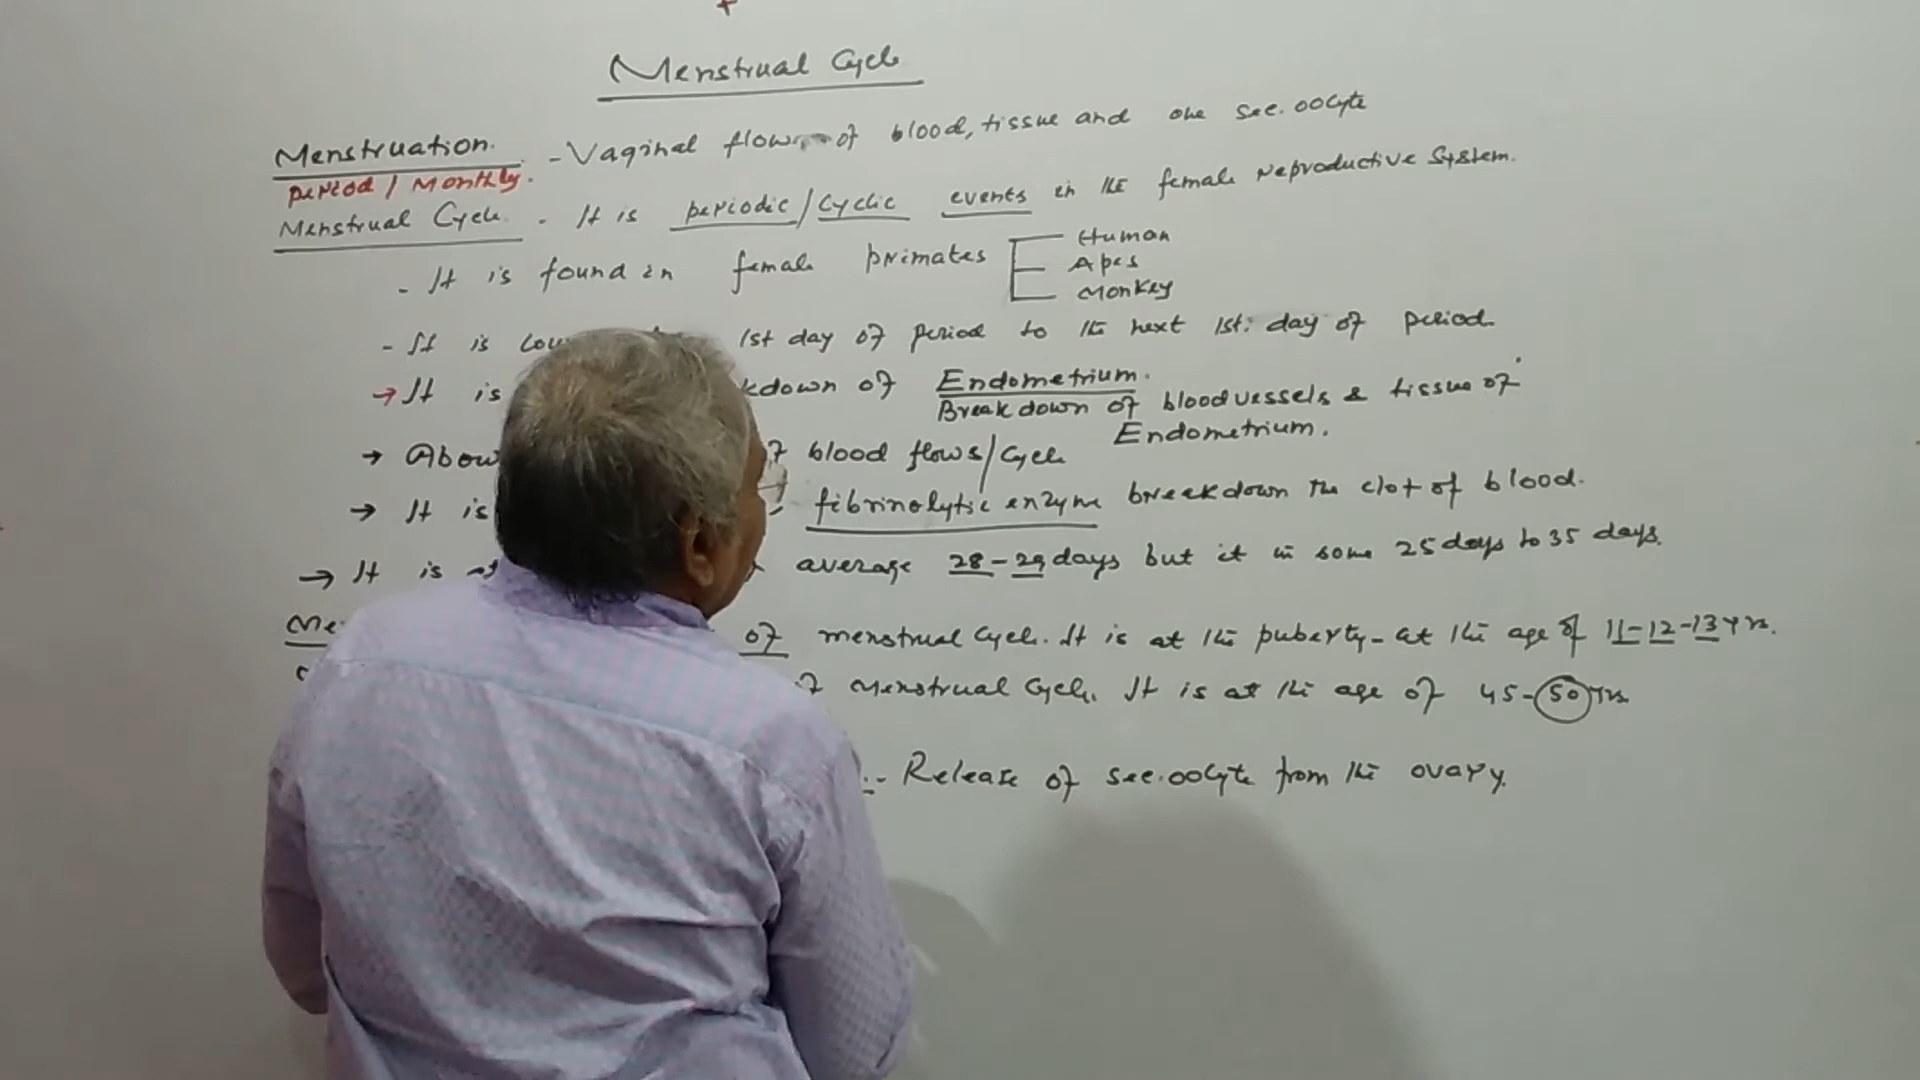 Menstrual Cycle
Menstruation. - Vaginal flow of blood, tissue and one sec. oocyte
Period / Monthly.
Menstrual Cycle. - It is periodic/cyclic events in the female reproductive system.
- It is found in female primates
Human
Apes
Monkey
- It is 1st day of period to the next 1st. day of period
→ It is kdown of Endometrium.
Breakdown of blood vessels & tissue of
Endometrium.
→ Abou of blood flows/cycle
→ It is fibrinolytic enzyme breakdown the clot of blood.
→ It is average 28-29 days but it in some 25 days to 35 days.
Me of menstrual cycle. It is at the puberty - at the age of 11-12-13 yrs.
of Menstrual cycle. It is at the age of 45-50 yrs
- Release of sec. oocyte from the ovary.